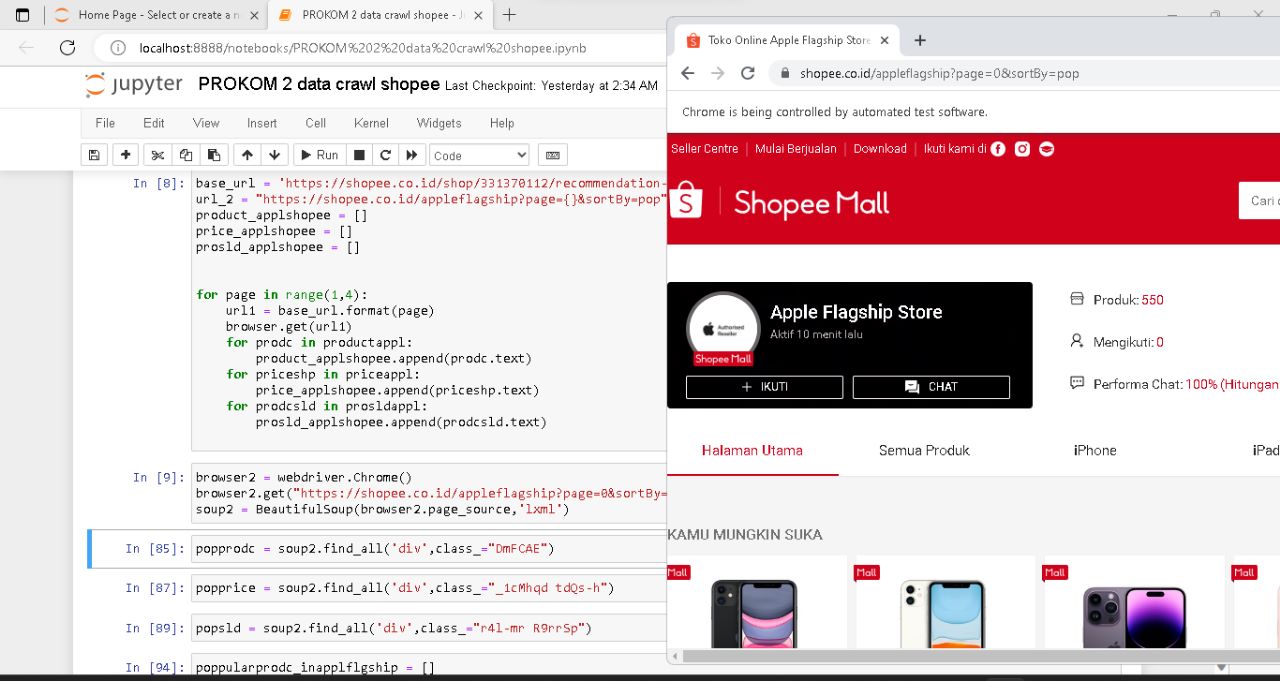 Home Page - Select or create a n
PROKOM 2 data crawl shopee - Ju
localhost:8888/notebooks/PROKOM%202%20data%20crawl%20shopee.ipynb
jupyter PROKOM 2 data crawl shopee Last Checkpoint: Yesterday at 2:34 AM
File Edit View Insert Cell Kernel Widgets Help
Run Code
In [8]: base_url = 'https://shopee.co.id/shop/331370112/recommendation-
url_2 = "https://shopee.co.id/appleflagship?page={}&sortBy=pop"
product_applshopee = []
price_applshopee = []
prosld_applshopee = []
for page in range(1,4):
url1 = base_url.format(page)
browser.get(url1)
for prodc in productappl:
product_applshopee.append(prodc.text)
for priceshp in priceappl:
price_applshopee.append(priceshp.text)
for prodcsld in prosldappl:
prosld_applshopee.append(prodcsld.text)
In [9]: browser2 = webdriver.Chrome()
browser2.get("https://shopee.co.id/appleflagship?page=0&sortBy=
soup2 = BeautifulSoup(browser2.page_source,'lxml')
In [85]: popprodc = soup2.find_all('div',class_="DmFCAE")
In [87]: popprice = soup2.find_all('div',class_="_1cMhqd tdQs-h")
In [89]: popsld = soup2.find_all('div',class_="r4l-mr R9rrSp")
In [94]: poppularprodc_inapplflgship = []
Toko Online Apple Flagship Store
shopee.co.id/appleflagship?page=0&sortBy=pop
Chrome is being controlled by automated test software.
Seller Centre | Mulai Berjualan | Download | Ikuti kami di
Shopee Mall
Cari d
Apple Flagship Store
Aktif 10 menit lalu
Authorised
Reseller
Shopee Mall
+ IKUTI
CHAT
Produk: 550
Mengikuti: 0
Performa Chat: 100% (Hitungan
Halaman Utama Semua Produk iPhone iPad
KAMU MUNGKIN SUKA
Mall Mall Mall Mall